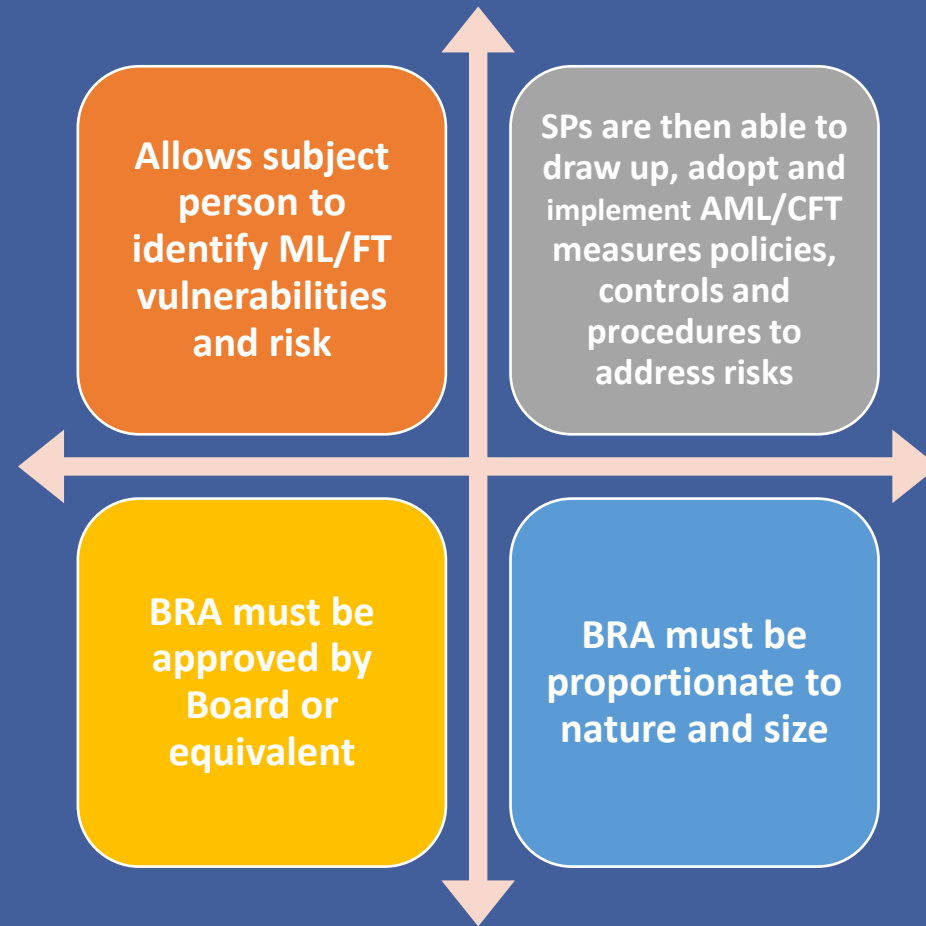 Allows subject
person to
identify ML/FT
vulnerabilities
and risk
SPs are then able to
draw up, adopt and
implement AML/CFT
measures policies,
controls and
procedures to
address risks
BRA must be
approved by
Board or
equivalent
BRA must be
proportionate to
nature and size